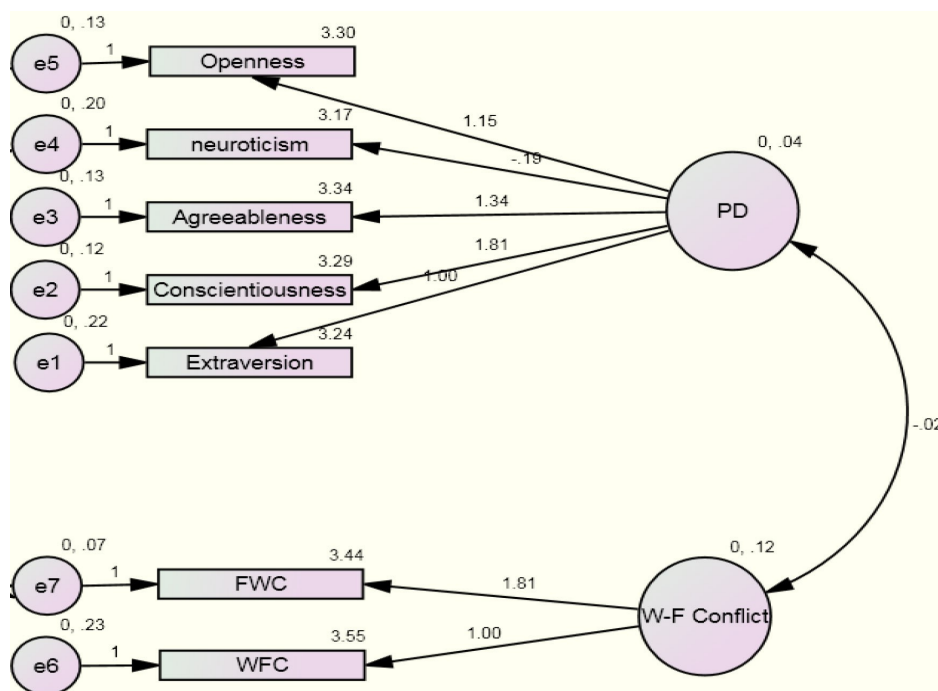 0, .13
3.30
e5
1
Openness
1.15
0, .20
3.17
e4
1
neuroticism
-.19
0, .04
PD
0, .13
3.34
e3
1
Agreeableness
1.34
0, .12
3.29
e2
1
Conscientiousness
1.81
1.00
0, .22
3.24
e1
1
Extraversion
-.02
0, .07
3.44
e7
1
FWC
1.81
0, .12
W-F Conflict
0, .23
3.55
e6
1
WFC
1.00